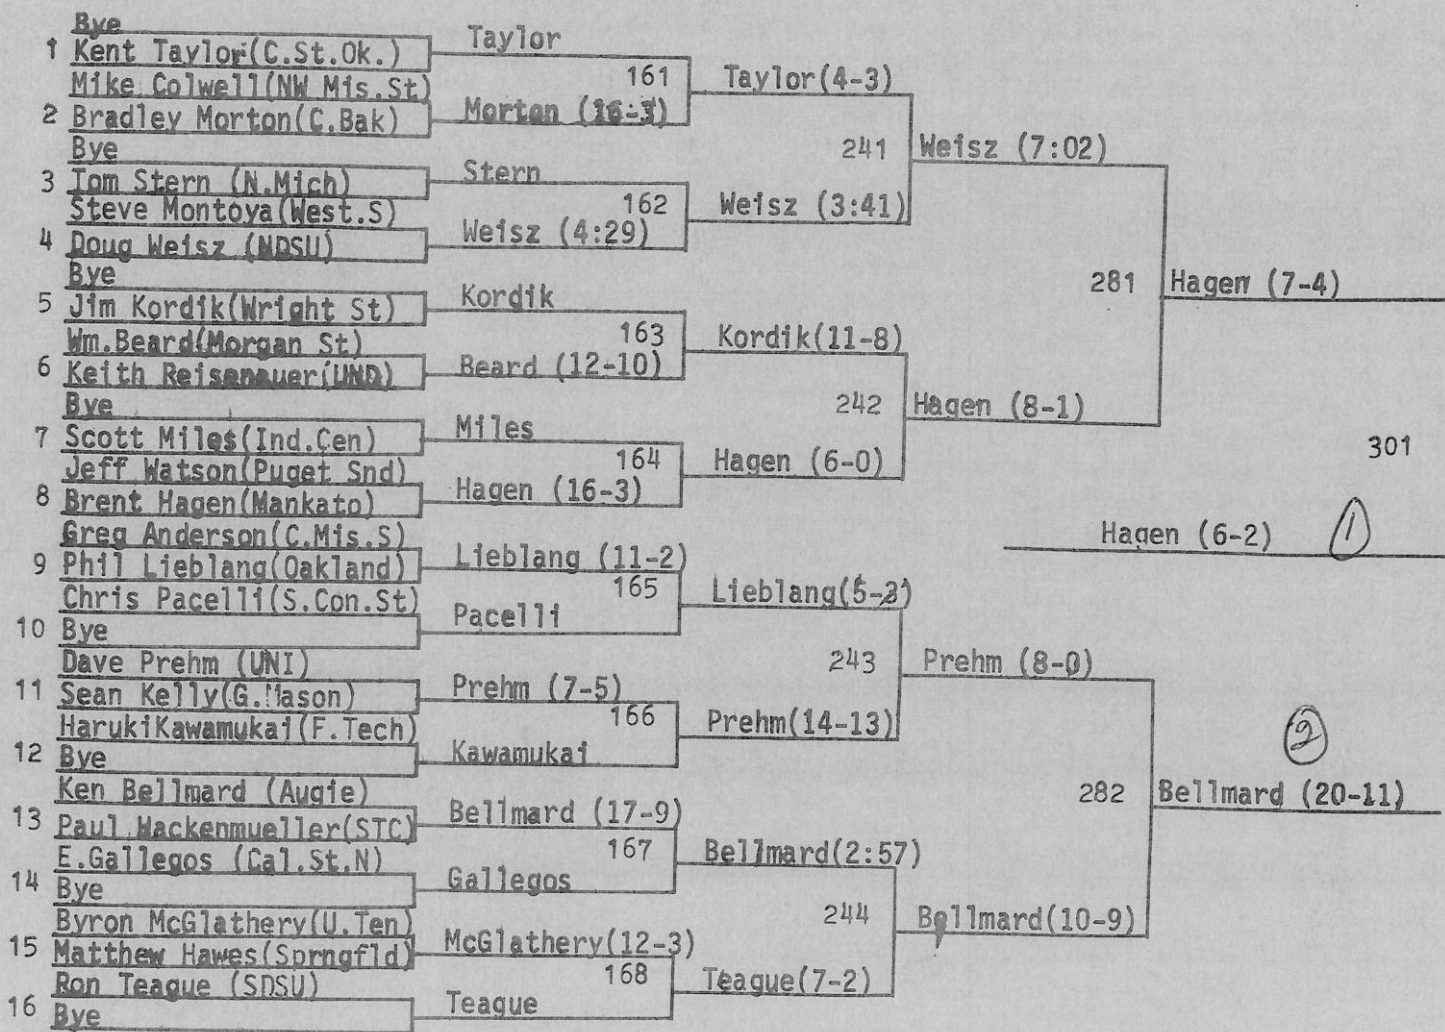 Bye
1 Kent Taylor(C.St.Ok.)
Mike Colwell(NW Mis.St)
2 Bradley Morton(C.Bak)
Bye
3 Tom Stern (N.Mich)
Steve Montoya(West.S)
4 Doug Weisz (NDSU)
Bye
5 Jim Kordik(Wright St)
Wm.Beard(Morgan St)
6 Keith Reisenauer(UND)
Bye
7 Scott Miles(Ind.Cen)
Jeff Watson(Puget Snd)
8 Brent Hagen(Mankato)
Greg Anderson(C.Mis.S)
9 Phil Lieblang(Oakland)
Chris Pacelli(S.Con.St)
10 Bye
Dave Prehm (UNI)
11 Sean Kelly(G.Mason)
HarukiKawamukai(F.Tech)
12 Bye
Ken Bellmard (Augie)
13 Paul Hackenmueller(STC)
E.Gallegos (Cal.St.N)
14 Bye
Byron McGlathery(U.Ten)
15 Matthew Hawes(Sprngfld)
Ron Teague (SDSU)
16 Bye
Taylor
161
Morton (16-3)
Stern
162
Weisz (4:29)
Kordik
163
Beard (12-10)
Miles
164
Hagen (16-3)
Lieblang (11-2)
165
Pacelli
Prehm (7-5)
166
Kawamukai
Bellmard (17-9)
167
Gallegos
McGlathery(12-3)
168
Teague
Taylor(4-3)
241
Weisz (3:41)
Kordik(11-8)
242
Hagen (6-0)
Lieblang(5-3)
243
Prehm(14-13)
Bellmard(2:57)
244
Teague(7-2)
Weisz (7:02)
281
Hagen (8-1)
Prehm (8-0)
282
Bellmard(10-9)
Hagen (7-4)
301
Hagen (6-2) 1
2
Bellmard (20-11)